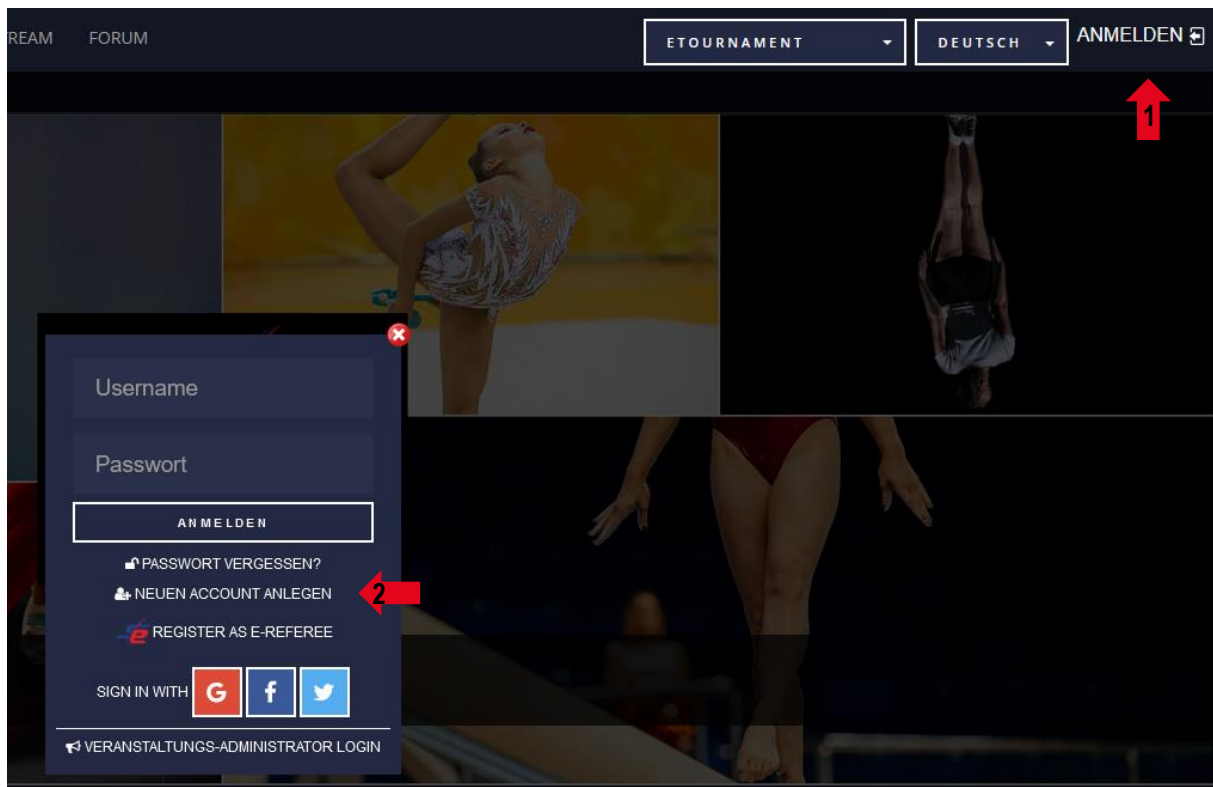 FORUM
ETOURNAMENT
DEUTSCH
ANMELDEN
1
Username
Passwort
ANMELDEN
PASSWORT VERGESSEN?
NEUEN ACCOUNT ANLEGEN
2
e REGISTER AS E-REFEREE
SIGN IN WITH G f
VERANSTALTUNGS-ADMINISTRATOR LOGIN